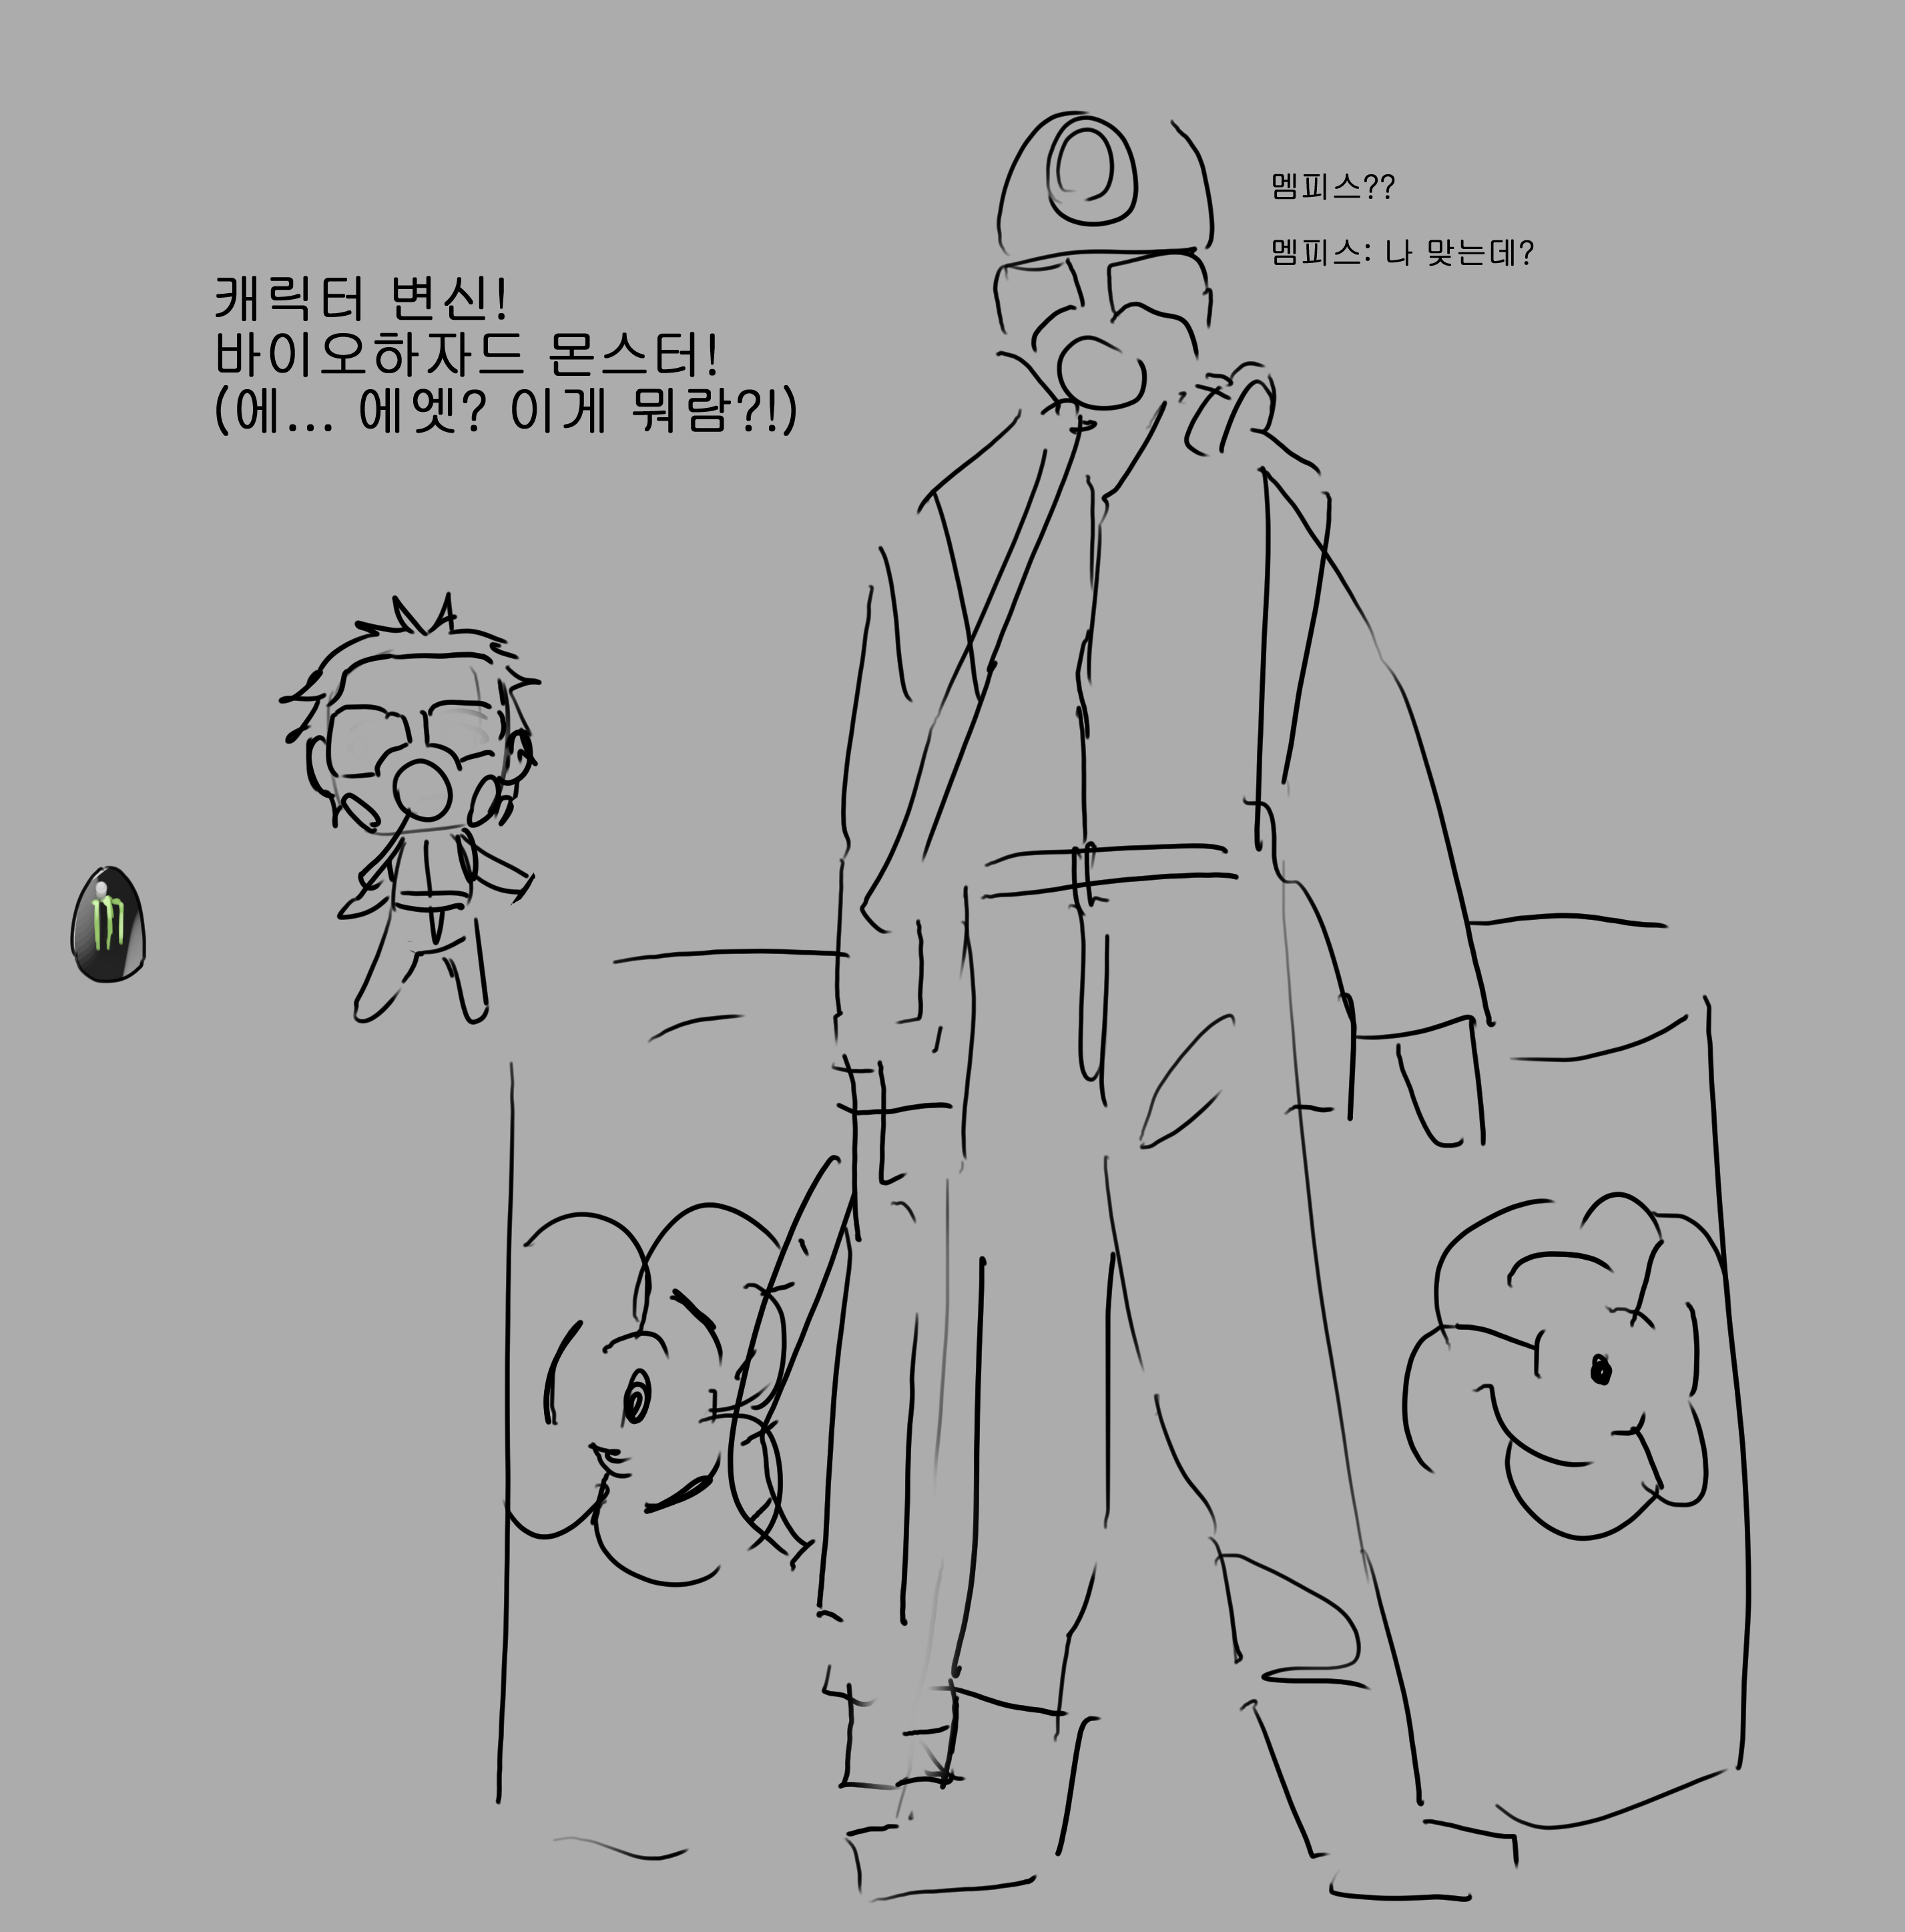 멤피스??
멤피스: 나 맞는데?
캐릭터 변신!
바이오하자드 몬스터!
(에... 에엣? 이게 뭐람?!)